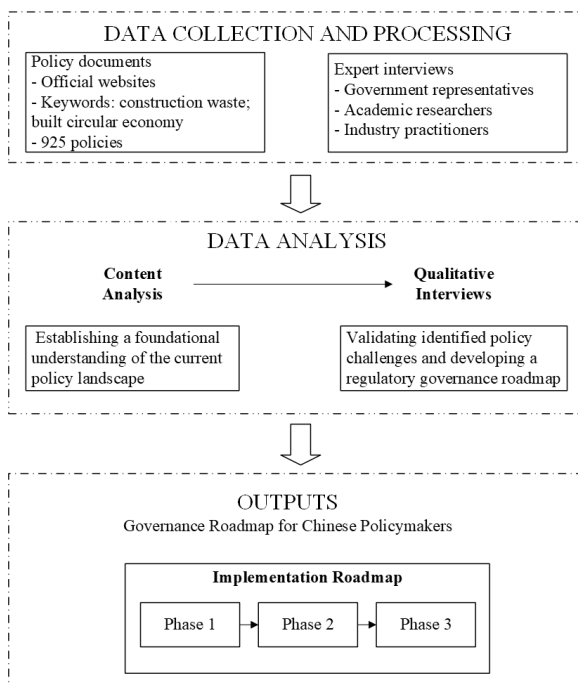 DATA COLLECTION AND PROCESSING
Policy documents
- Official websites
- Keywords: construction waste;
built circular economy
- 925 policies
Expert interviews
- Government representatives
- Academic researchers
- Industry practitioners
DATA ANALYSIS
Content
Analysis
Qualitative
Interviews
Establishing a foundational
understanding of the current
policy landscape
Validating identified policy
challenges and developing a
regulatory governance roadmap
OUTPUTS
Governance Roadmap for Chinese Policymakers
Implementation Roadmap
Phase 1
Phase 2
Phase 3